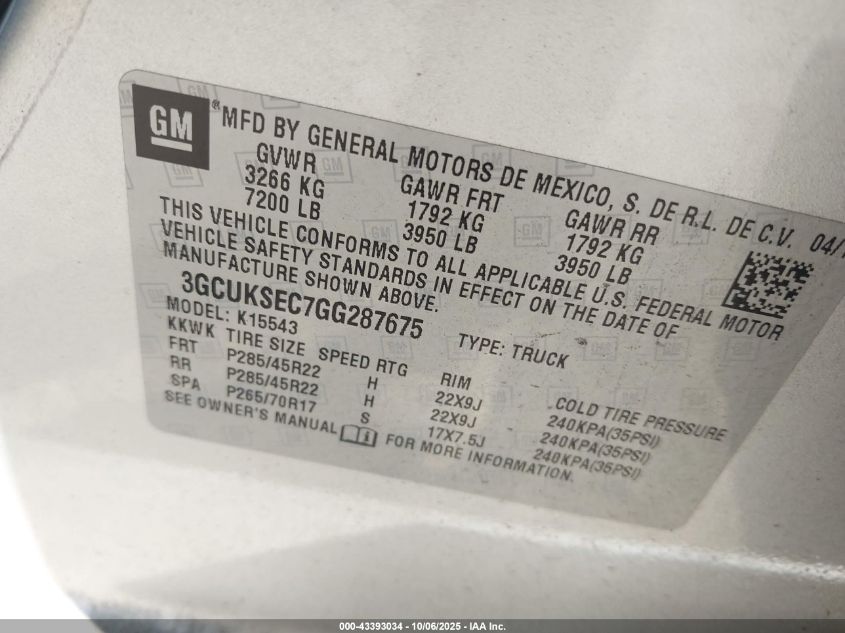 GM ® MFD BY GENERAL MOTORS DE MEXICO, S. DE R.L. DE C.V. 04/
GVWR GAWR FRT GAWR RR
3266 KG 1792 KG 1792 KG
7200 LB 3950 LB 3950 LB
THIS VEHICLE CONFORMS TO ALL APPLICABLE U.S. FEDERAL MOTOR
VEHICLE SAFETY STANDARDS IN EFFECT ON THE DATE OF
MANUFACTURE SHOWN ABOVE.
3GCUKSEC7GG287675 TYPE: TRUCK
MODEL: K15543
KKWK TIRE SIZE SPEED RTG RIM COLD TIRE PRESSURE
FRT P285/45R22 H 22X9J 240KPA(35PSI)
RR P285/45R22 H 22X9J 240KPA(35PSI)
SPA P265/70R17 S 17X7.5J 240KPA(35PSI)
SEE OWNER'S MANUAL FOR MORE INFORMATION.
000-43393034 - 10/06/2025 - IAA Inc.